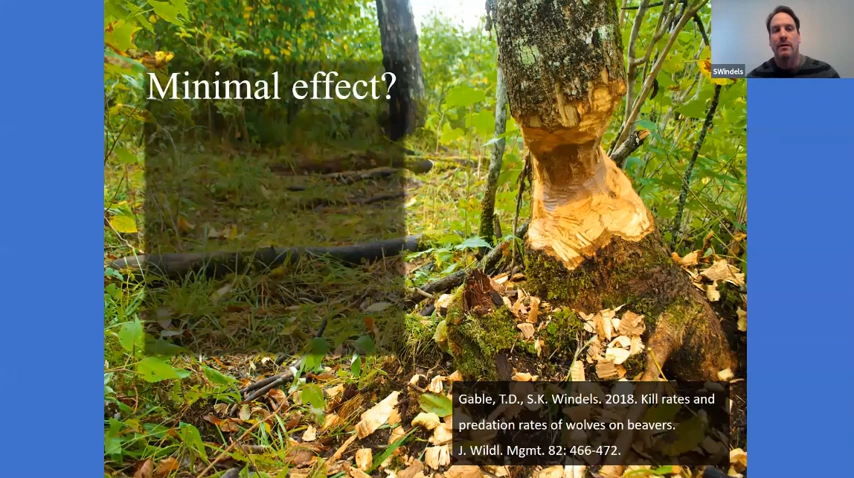 Minimal effect?
SWindels
Gable, T.D., S.K. Windels. 2018. Kill rates and
predation rates of wolves on beavers.
J. Wildl. Mgmt. 82: 466-472.